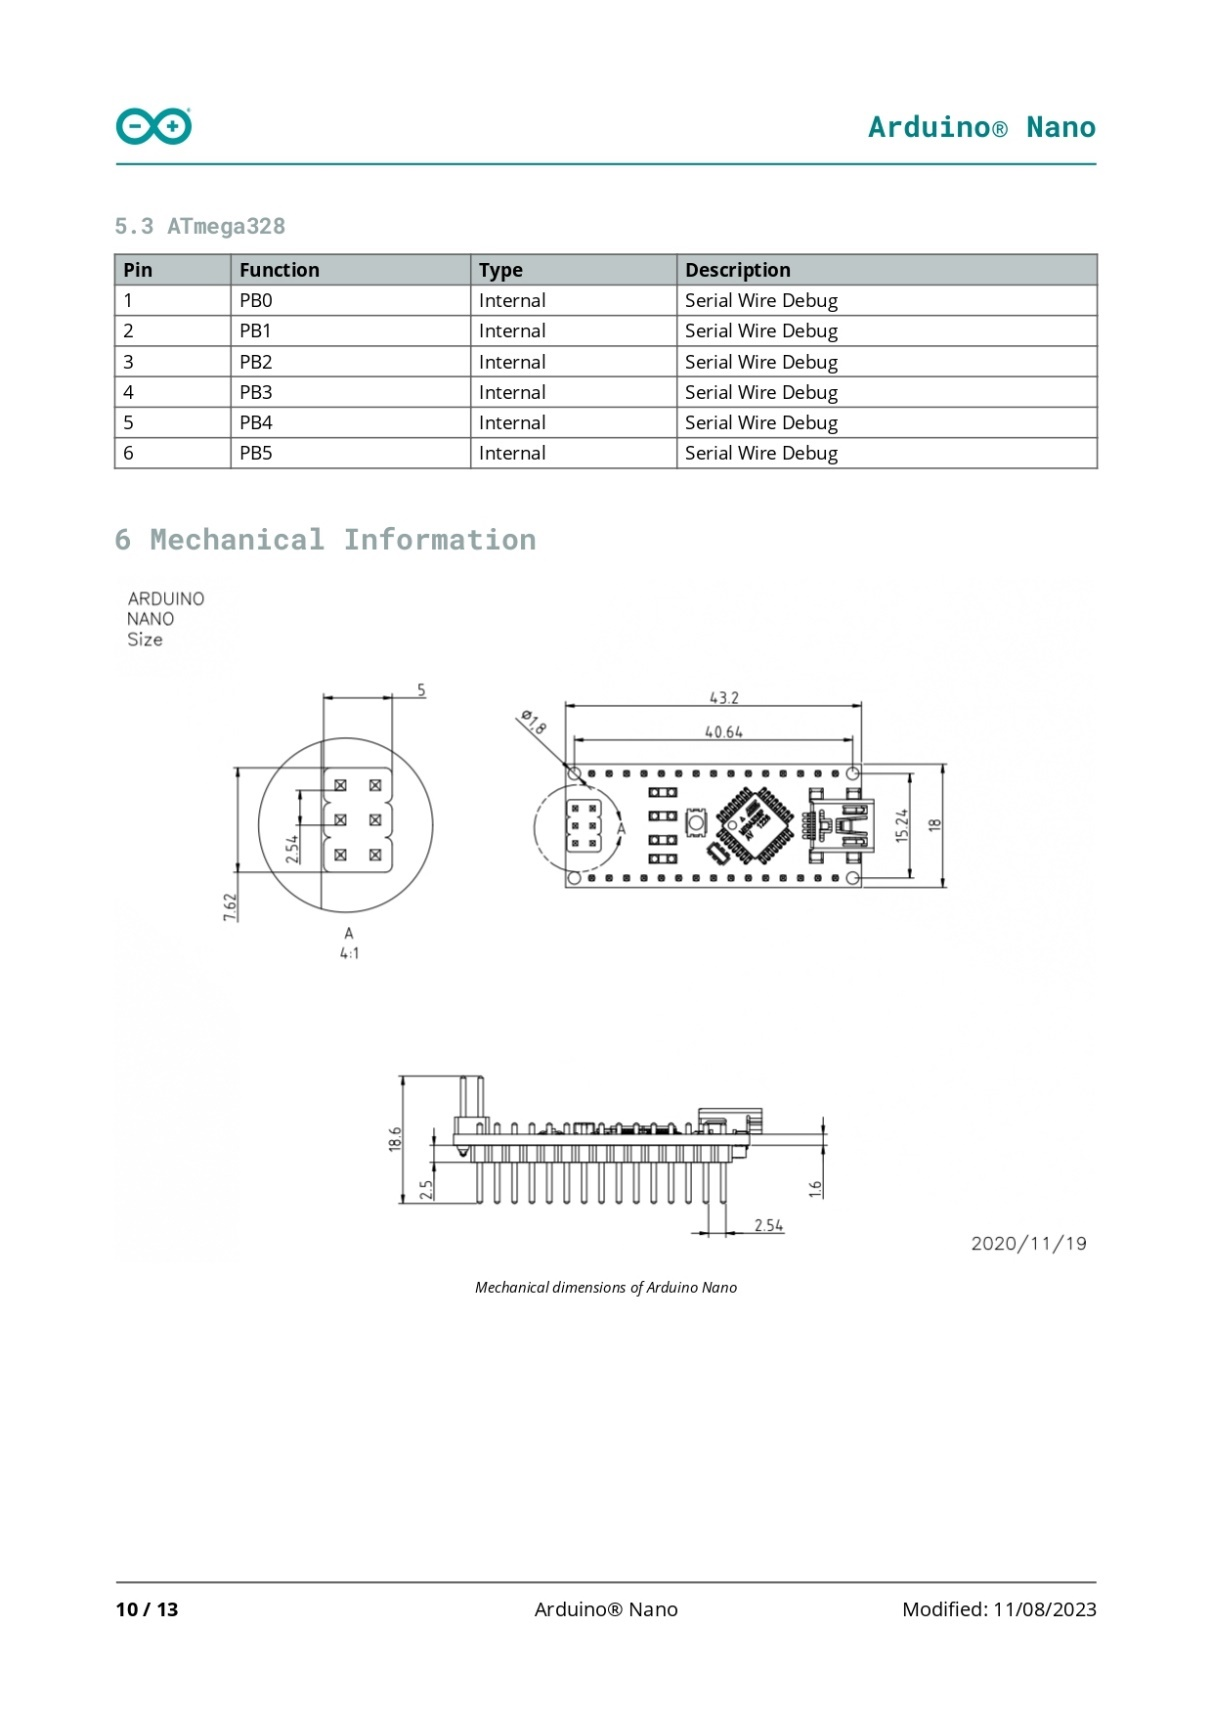 Arduino® Nano
5.3 ATmega328
Pin Function Type Description
1 PB0 Internal Serial Wire Debug
2 PB1 Internal Serial Wire Debug
3 PB2 Internal Serial Wire Debug
4 PB3 Internal Serial Wire Debug
5 PB4 Internal Serial Wire Debug
6 PB5 Internal Serial Wire Debug
6 Mechanical Information
ARDUINO
NANO
Size
5
2.54
7.62
A
4:1
ø1,8
43.2
40.64
A
15.24
18
18.6
2.5
1.6
2.54
2020/11/19
Mechanical dimensions of Arduino Nano
10 / 13 Arduino® Nano Modified: 11/08/2023